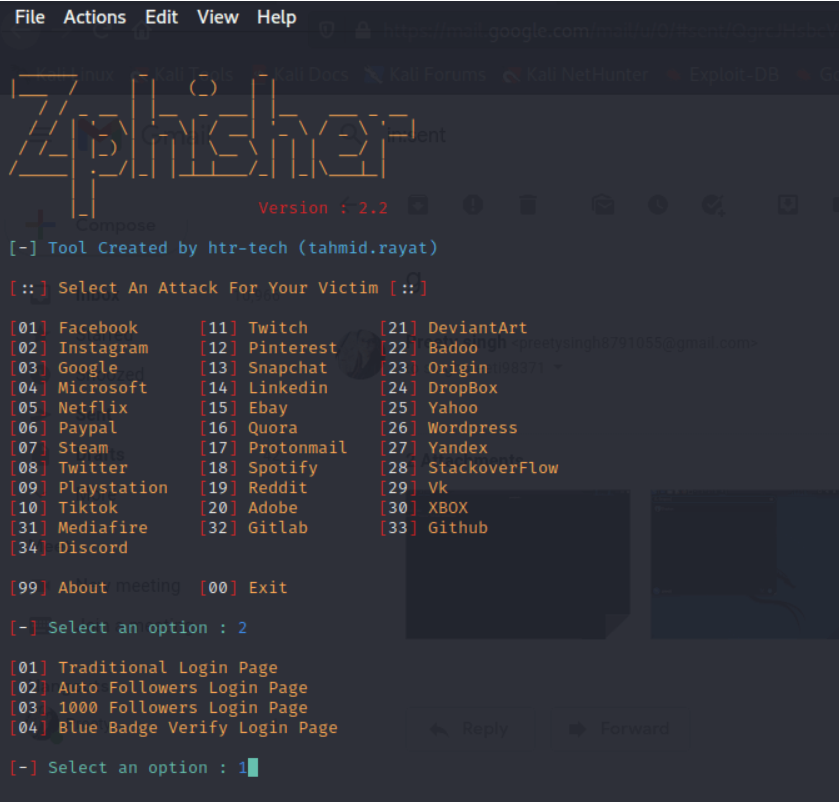 File Actions Edit View Help
https://mail.google.com/mail/u/0/
Kali Linux Kali Tools Kali Docs Kali Forums Kali NetHunter Exploit-DB
Zphisher
Version : 2.2
Compose
[-] Tool Created by htr-tech (tahmid.rayat)
[::] Select An Attack For Your Victim [::]
Inbox
[01] Facebook [11] Twitch [21] DeviantArt
[02] Instagram [12] Pinterest [22] Badoo
[03] Google [13] Snapchat [23] Origin
[04] Microsoft [14] Linkedin [24] DropBox
[05] Netflix [15] Ebay [25] Yahoo
[06] Paypal [16] Quora [26] Wordpress
[07] Steam [17] Protonmail [27] Yandex
[08] Twitter [18] Spotify [28] StackoverFlow
[09] Playstation [19] Reddit [29] Vk
[10] Tiktok [20] Adobe [30] XBOX
[31] Mediafire [32] Gitlab [33] Github
[34] Discord
[99] About [00] Exit
[-] Select an option : 2
[01] Traditional Login Page
[02] Auto Followers Login Page
[03] 1000 Followers Login Page
[04] Blue Badge Verify Login Page
Reply Forward
[-] Select an option : 1